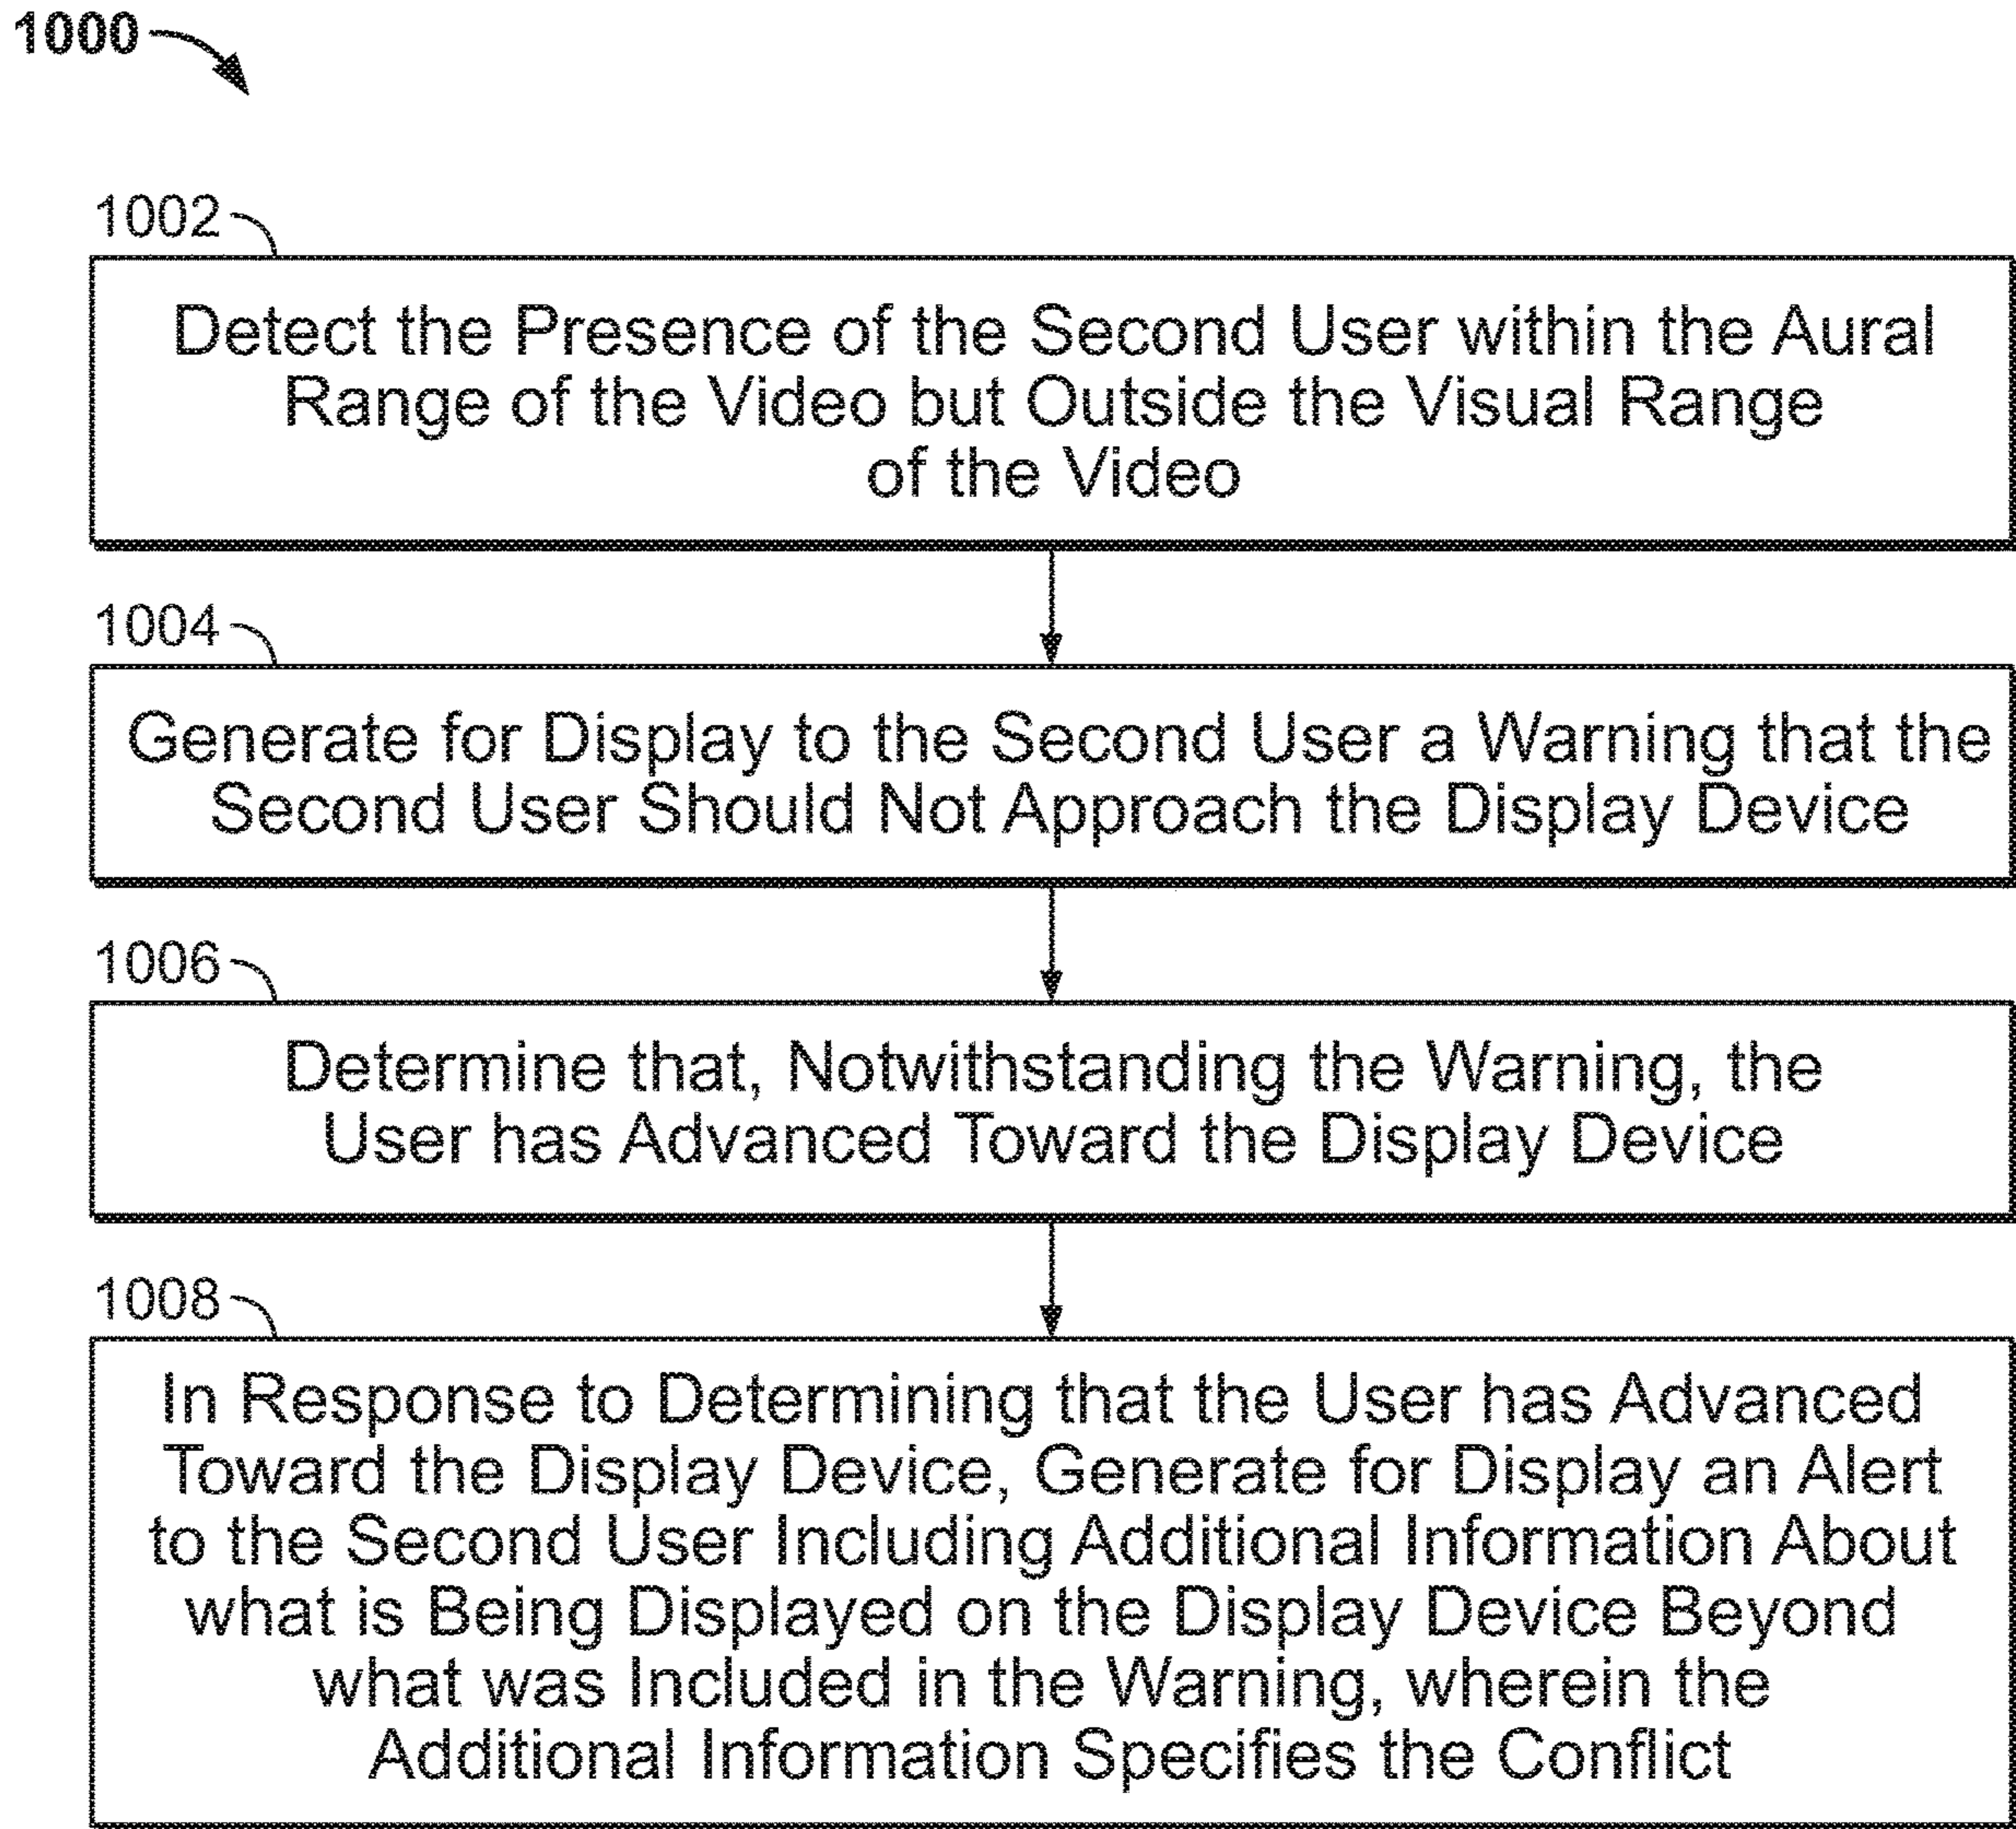 1000
1002
Detect the Presence of the Second User within the Aural
Range of the Video but Outside the Visual Range
of the Video
1004
Generate for Display to the Second User a Warning that the
Second User Should Not Approach the Display Device
1006
Determine that, Notwithstanding the Warning, the
User has Advanced Toward the Display Device
1008
In Response to Determining that the User has Advanced
Toward the Display Device, Generate for Display an Alert
to the Second User Including Additional Information About
what is Being Displayed on the Display Device Beyond
what was Included in the Warning, wherein the
Additional Information Specifies the Conflict